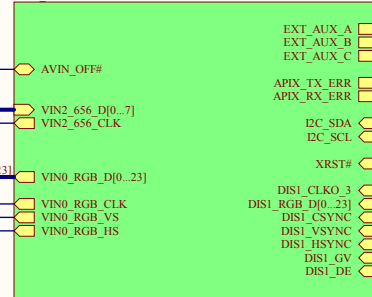 EXT_AUX_A
EXT_AUX_B
EXT_AUX_C
AVIN_OFF#
APIX_TX_ERR
APIX_RX_ERR
VIN2_656_D[0...7]
VIN2_656_CLK
I2C_SDA
I2C_SCL
XRST#
3]
VIN0_RGB_D[0...23]
DIS1_CLKO_3
VIN0_RGB_CLK
DIS1_RGB_D[0...23]
VIN0_RGB_VS
DIS1_CSYNC
VIN0_RGB_HS
DIS1_VSYNC
DIS1_HSYNC
DIS1_GV
DIS1_DE